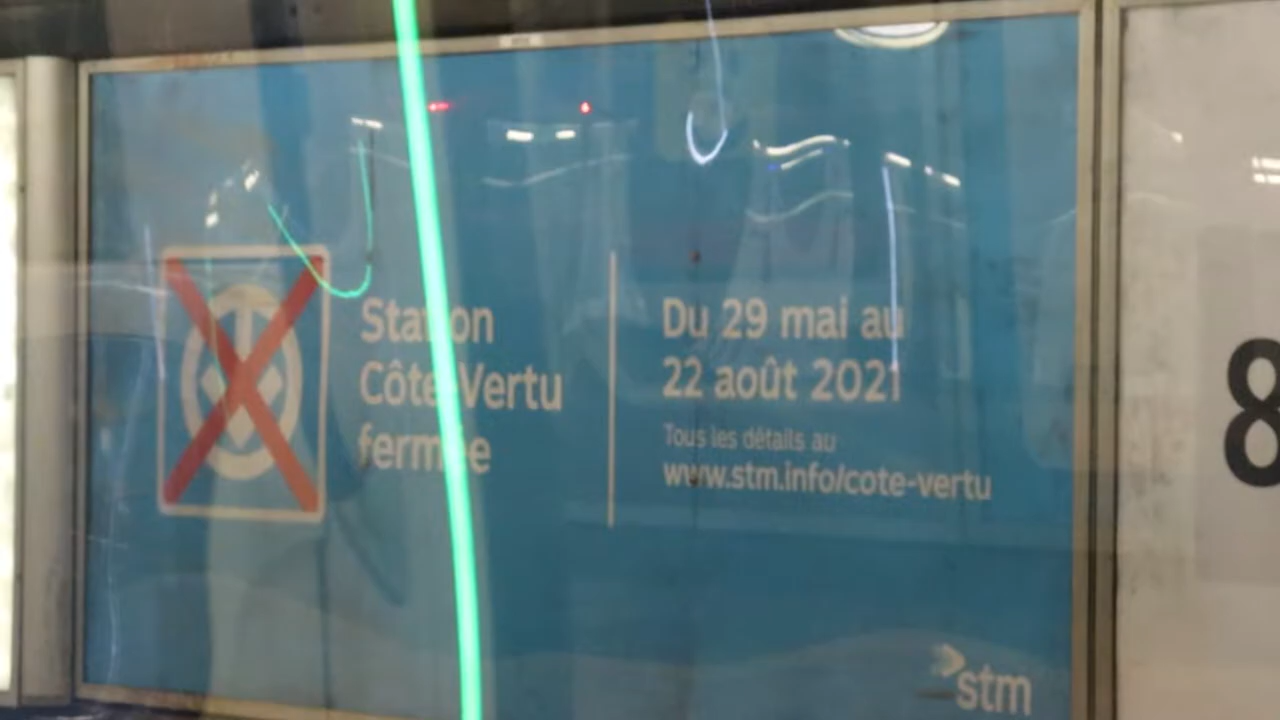 Station
Côte-Vertu
fermée
Du 29 mai au
22 août 2021
Tous les détails au
www.stm.info/cote-vertu
stm
8